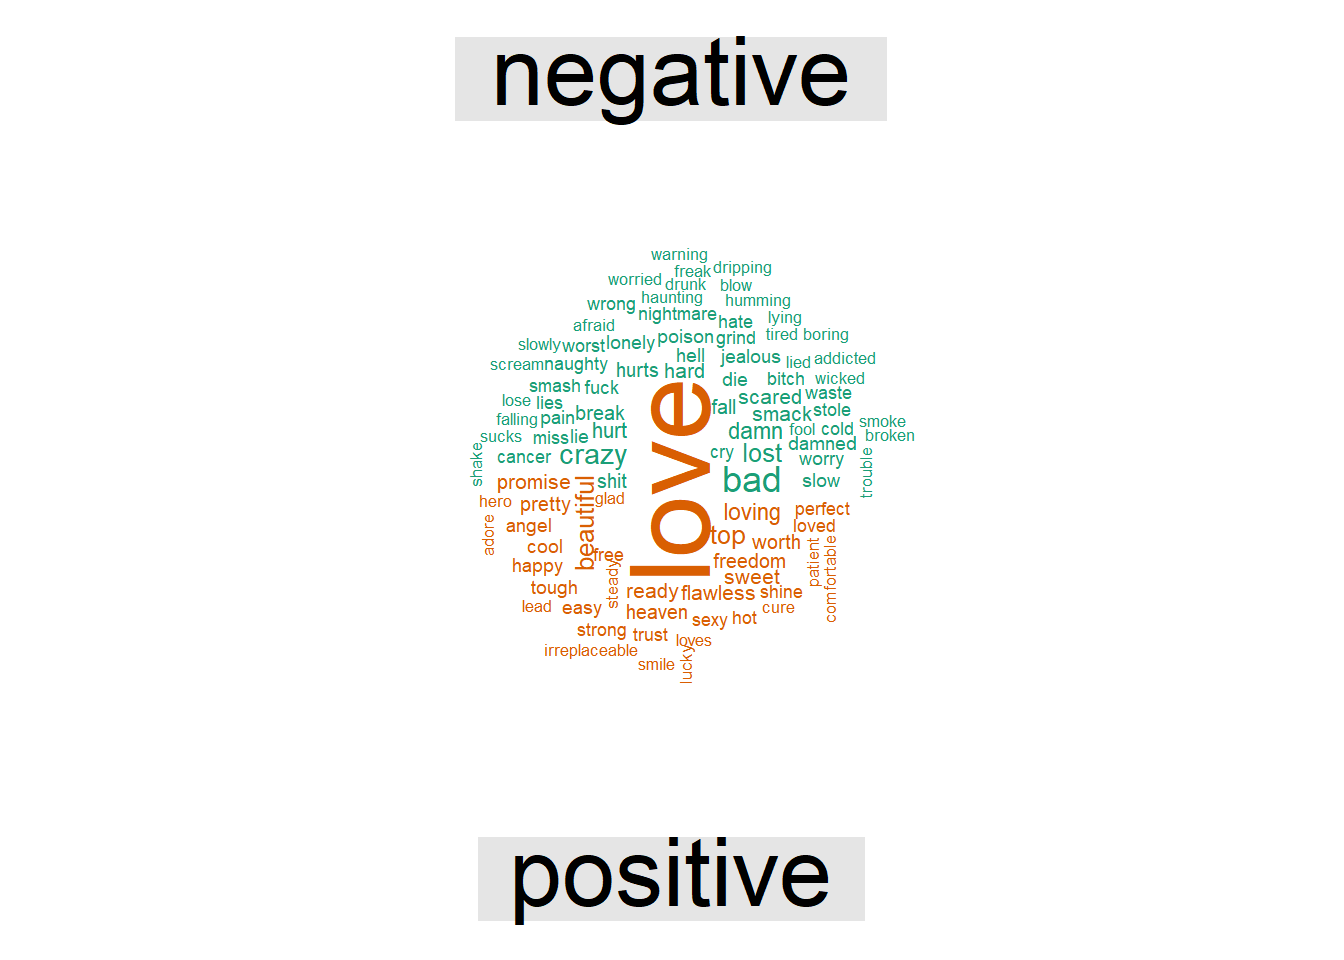 negative
warning
freak dripping
worried drunk blow
haunting humming
wrong nightmare hate lying
afraid
slowly worst lonely poison grind tired boring
scream naughty hurts hell hard jealous lied addicted
smash fuck die bitch wicked
lose lies scared waste
falling pain break fall smack stole smoke
sucks miss lie hurt damn fool cold broken
cancer crazy cry lost damned worry
shake shit bad slow trouble
love
promise beautiful glad
hero pretty loving perfect
adore angel top worth loved
cool free freedom patient comfortable
happy steady sweet
tough ready flawless shine
lead easy heaven sexy hot cure
strong trust loves
irreplaceable smile lucky
positive